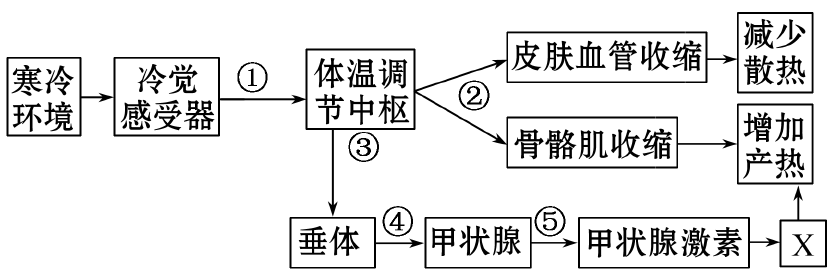 寒冷
环境
冷觉
感受器
①
体温调
节中枢
②
皮肤血管收缩
减少
散热
骨骼肌收缩
增加
产热
③
垂体
④
甲状腺
⑤
甲状腺激素
X